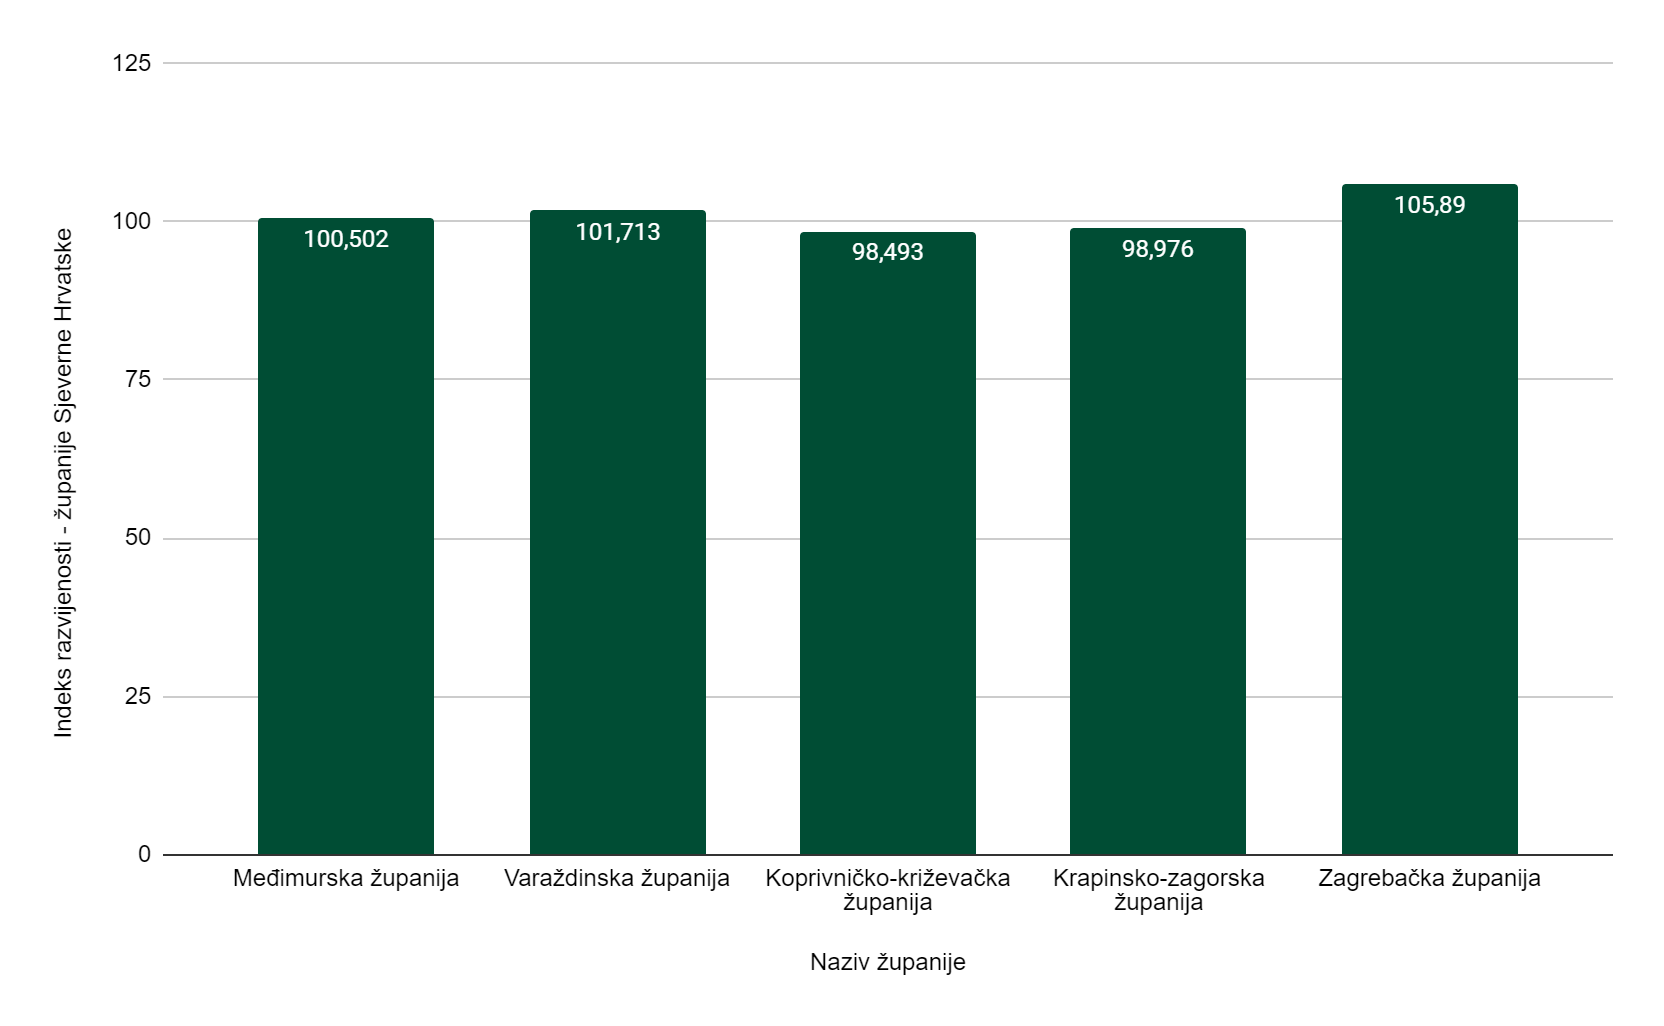 Indeks razvijenosti - županije Sjeverne Hrvatske
125
100
75
50
25
0
100,502
101,713
98,493
98,976
105,89
Međimurska županija
Varaždinska županija
Koprivničko-križevačka
županija
Krapinsko-zagorska
županija
Zagrebačka županija
Naziv županije